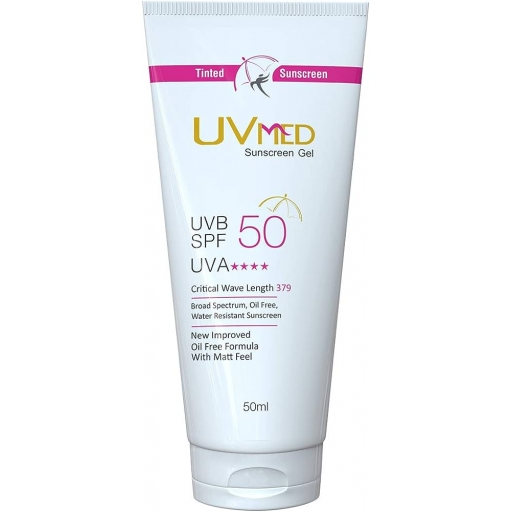 Tinted Sunscreen
UVMED
Sunscreen Gel
UVB
SPF 50
UVA★★★★
Critical Wave Length 379
Broad Spectrum, Oil Free,
Water Resistant Sunscreen
New Improved
Oil Free Formula
With Matt Feel
50ml